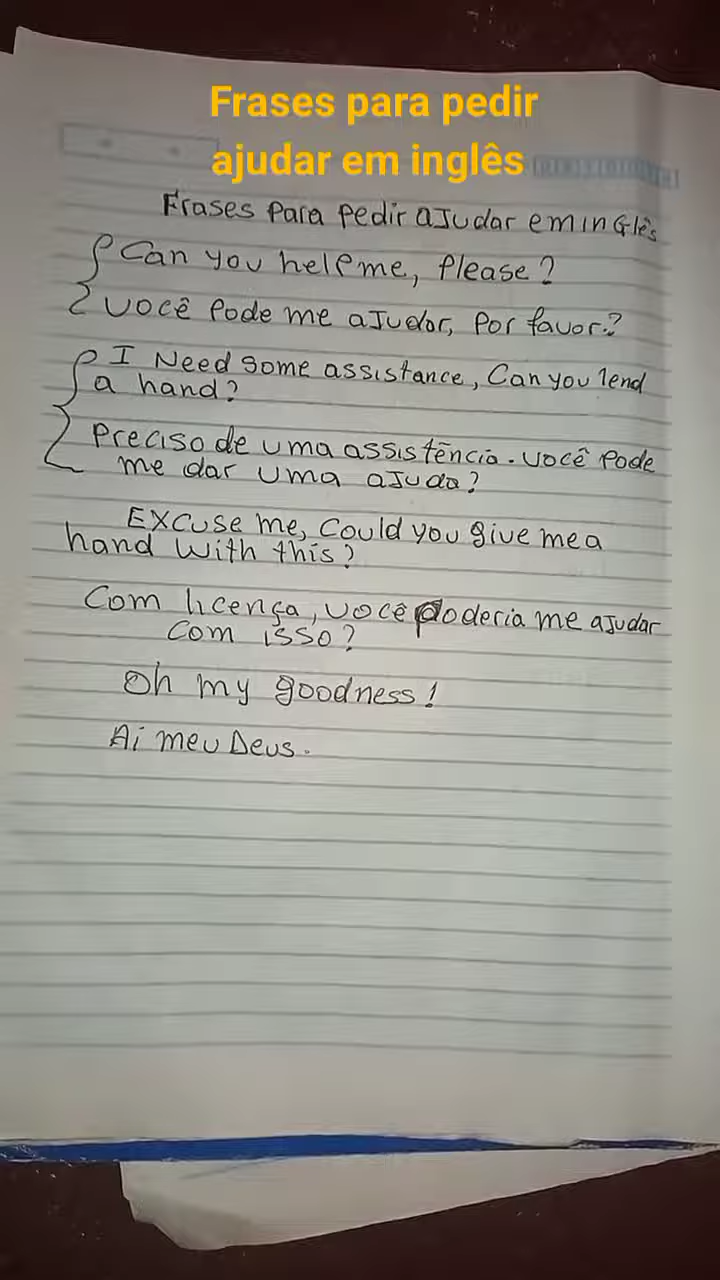 Frases para pedir
ajudar em inglês
Frases Para Pedir aJudar em inglês
Can you helP me, Please?
você Pode me aJudar, Por favor.?
I Need some assistance, Can you lend
a hand?
Preciso de uma assistência. você Pode
me dar uma aJuda?
EXcuse me, Could you give me a
hand with this?
Com licença, você poderia me aJudar
com isso?
Oh my goodness!
Ai meu Deus.